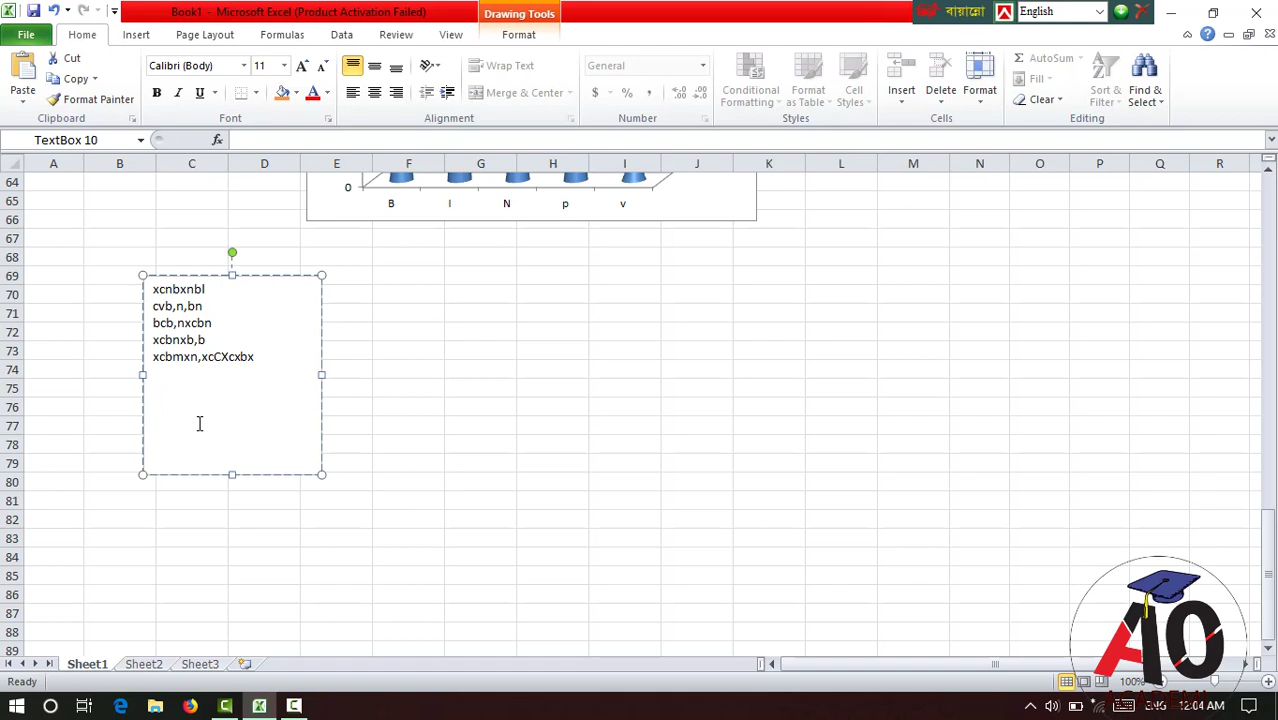 Book1 - Microsoft Excel (Product Activation Failed)
Drawing Tools
বায়ান্নো
English
File Home Insert Page Layout Formulas Data Review View Format
Paste
Cut
Copy
Format Painter
Clipboard
Calibri (Body) 11
B I U
Font
Wrap Text
Merge & Center
Alignment
General
$ % ,
Number
Conditional Formatting
Format as Table
Cell Styles
Styles
Insert
Delete
Format
Cells
AutoSum
Fill
Clear
Sort & Filter
Find & Select
Editing
TextBox 10
fx
A B C D E F G H I J K L M N O P Q R
64
65
66
67
68
69
70
71
72
73
74
75
76
77
78
79
80
81
82
83
84
85
86
87
88
89
0
B I N p v
xcnbxnbl
cvb,n,bn
bcb,nxcbn
xcbnxb,b
xcbmxn,xcCXcxbx
Sheet1 Sheet2 Sheet3
Ready
100%
A10
ENG
12:04 AM